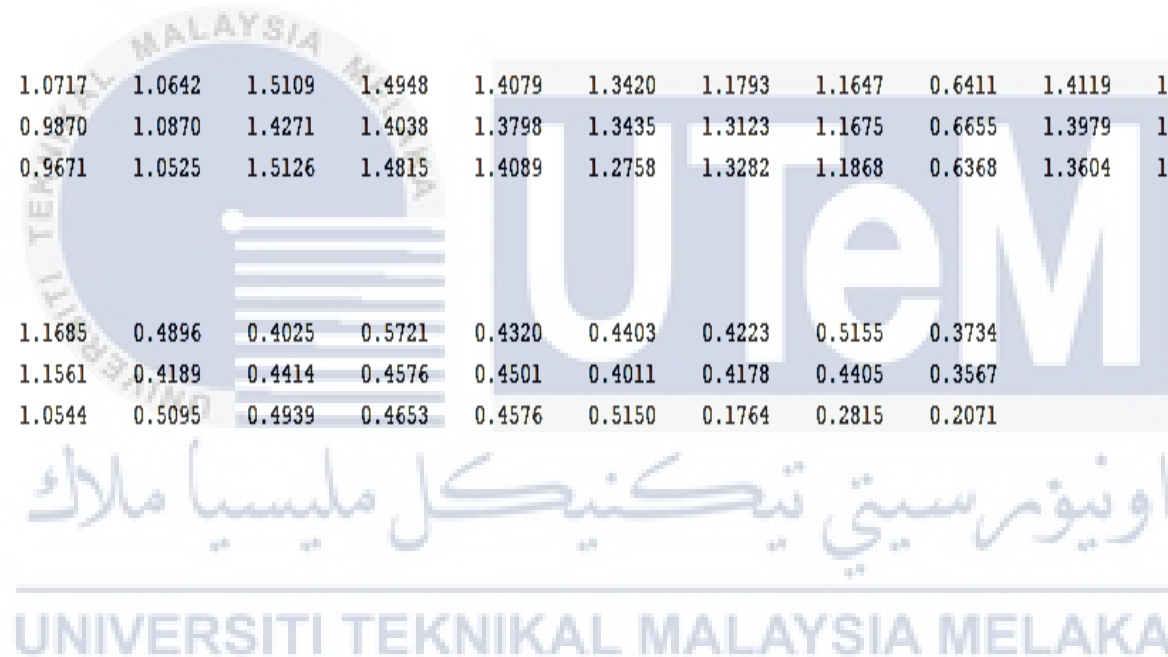 1.0717 1.0642 1.5109 1.4948 1.4079 1.3420 1.1793 1.1647 0.6411 1.4119 1
0.9870 1.0870 1.4271 1.4038 1.3798 1.3435 1.3123 1.1675 0.6655 1.3979 1
0.9671 1.0525 1.5126 1.4815 1.4089 1.2758 1.3282 1.1868 0.6368 1.3604 1
1.1685 0.4896 0.4025 0.5721 0.4320 0.4403 0.4223 0.5155 0.3734
1.1561 0.4189 0.4414 0.4576 0.4501 0.4011 0.4178 0.4405 0.3567
1.0544 0.5095 0.4939 0.4653 0.4576 0.5150 0.1764 0.2815 0.2071
UNIVERSITI TEKNIKAL MALAYSIA MELAKA
UTeM
اونيۏرسيتي تيكنيكل مليسيا ملاك
UNIVERSITI TEKNIKAL MALAYSIA MELAKA